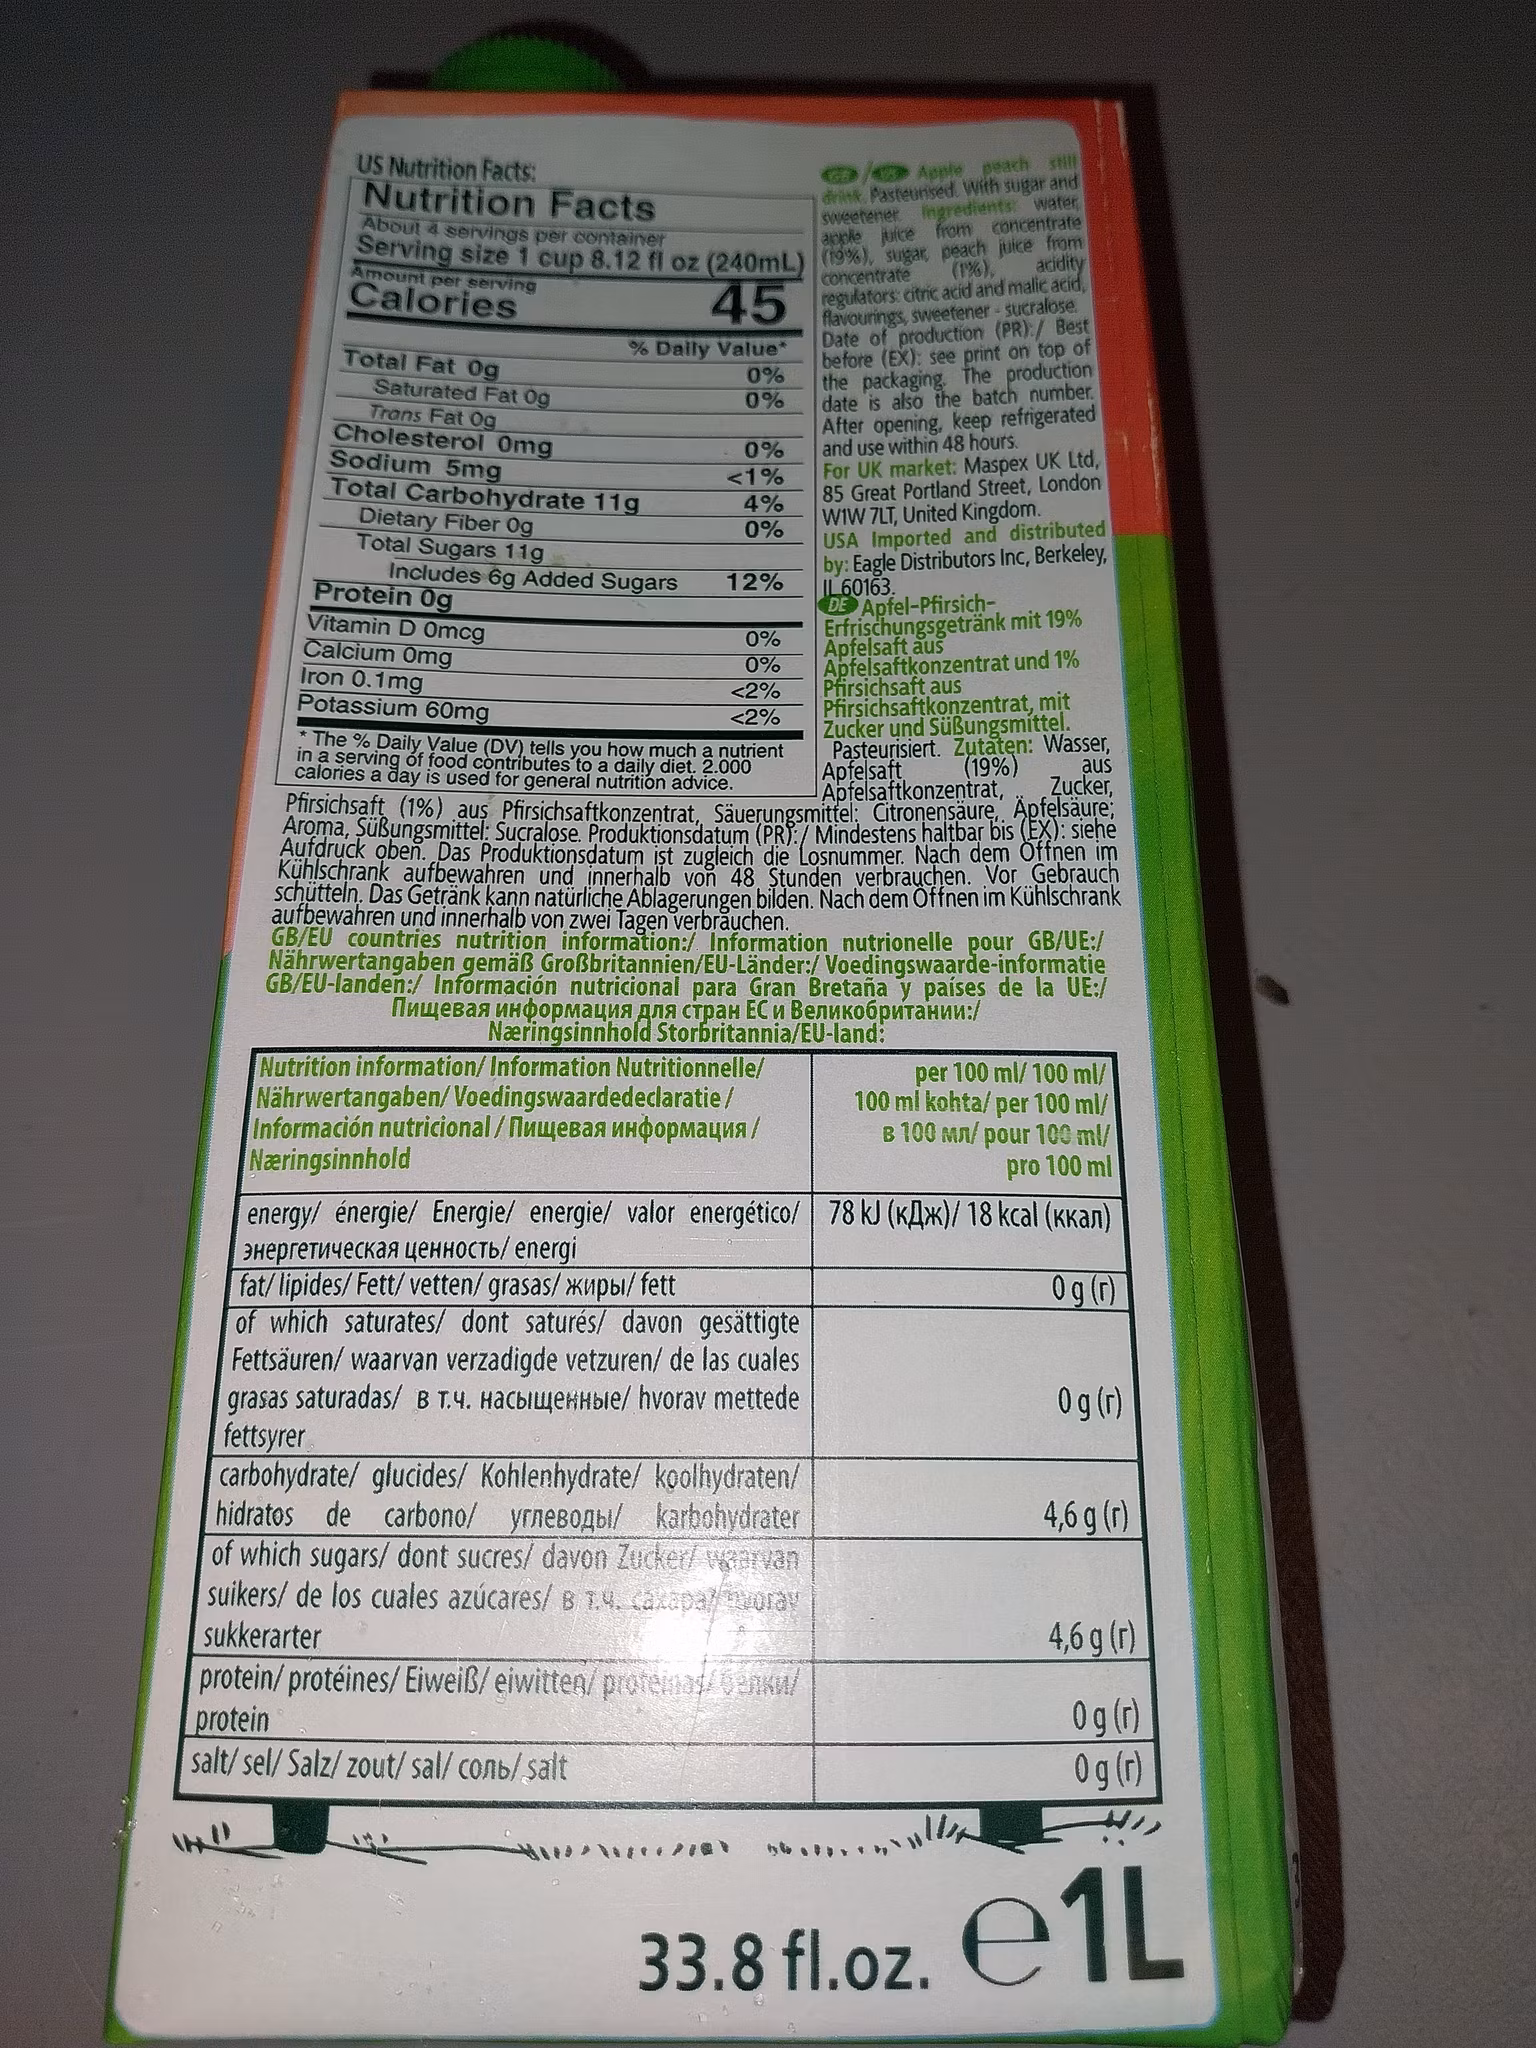 US Nutrition Facts:
Nutrition Facts
About 4 servings per container
Serving size 1 cup 8.12 fl oz (240mL)
Amount per serving
Calories 45
% Daily Value*
Total Fat 0g 0%
Saturated Fat 0g 0%
Trans Fat 0g
Cholesterol 0mg 0%
Sodium 5mg <1%
Total Carbohydrate 11g 4%
Dietary Fiber 0g 0%
Total Sugars 11g
Includes 6g Added Sugars 12%
Protein 0g
Vitamin D 0mcg 0%
Calcium 0mg 0%
Iron 0.1mg <2%
Potassium 60mg <2%
* The % Daily Value (DV) tells you how much a nutrient
in a serving of food contributes to a daily diet. 2.000
calories a day is used for general nutrition advice.
/ Apple peach still
drink. Pasteurised. With sugar and
sweetener. Ingredients: water,
apple juice from concentrate
(19%), sugar, peach juice from
concentrate (1%), acidity
regulators: citric acid and malic acid,
flavourings, sweetener - sucralose.
Date of production (PR):/ Best
before (EX): see print on top of
the packaging. The production
date is also the batch number.
After opening, keep refrigerated
and use within 48 hours.
For UK market: Maspex UK Ltd,
85 Great Portland Street, London
W1W 7LT, United Kingdom.
USA Imported and distributed
by: Eagle Distributors Inc, Berkeley,
IL 60163.
DE Apfel-Pfirsich-
Erfrischungsgetränk mit 19%
Apfelsaft aus
Apfelsaftkonzentrat und 1%
Pfirsichsaft aus
Pfirsichsaftkonzentrat, mit
Zucker und Süßungsmittel.
Pasteurisiert. Zutaten: Wasser,
Apfelsaft (19%) aus
Apfelsaftkonzentrat, Zucker,
Pfirsichsaft (1%) aus Pfirsichsaftkonzentrat, Säuerungsmittel: Citronensäure, Äpfelsäure;
Aroma, Süßungsmittel: Sucralose. Produktionsdatum (PR):/ Mindestens haltbar bis (EX): siehe
Aufdruck oben. Das Produktionsdatum ist zugleich die Losnummer. Nach dem Öffnen im
Kühlschrank aufbewahren und innerhalb von 48 Stunden verbrauchen. Vor Gebrauch
schütteln. Das Getränk kann natürliche Ablagerungen bilden. Nach dem Öffnen im Kühlschrank
aufbewahren und innerhalb von zwei Tagen verbrauchen.
GB/EU countries nutrition information:/ Information nutrionelle pour GB/UE:/
Nährwertangaben gemäß Großbritannien/EU-Länder:/ Voedingswaarde-informatie
GB/EU-landen:/ Información nutricional para Gran Bretaña y países de la UE:/
Пищевая информация для стран ЕС и Великобритании:/
Næringsinnhold Storbritannia/EU-land:
Nutrition information/ Information Nutritionnelle/
Nährwertangaben/ Voedingswaardedeclaratie/
Información nutricional/ Пищевая информация/
Næringsinnhold
per 100 ml/ 100 ml/
100 ml kohta/ per 100 ml/
в 100 мл/ pour 100 ml/
pro 100 ml
energy/ énergie/ Energie/ energie/ valor energético/ 78 kJ (кДж)/ 18 kcal (ккал)
энергетическая ценность/ energi
fat/ lipides/ Fett/ vetten/ grasas/ жиры/ fett 0 g (г)
of which saturates/ dont saturés/ davon gesättigte
Fettsäuren/ waarvan verzadigde vetzuren/ de las cuales
grasas saturadas/ в т.ч. насыщенные/ hvorav mettede 0 g (г)
fettsyrer
carbohydrate/ glucides/ Kohlenhydrate/ koolhydraten/
hidratos de carbono/ углеводы/ karbohydrater 4,6 g (г)
of which sugars/ dont sucres/ davon Zucker/ waarvan
suikers/ de los cuales azúcares/ в т.ч. сахара/ hvorav
sukkerarter 4,6 g (г)
protein/ protéines/ Eiweiß/ eiwitten/ proteínas/ белки/
protein 0 g (г)
salt/ sel/ Salz/ zout/ sal/ соль/ salt 0 g (г)
33.8 fl.oz. e 1L